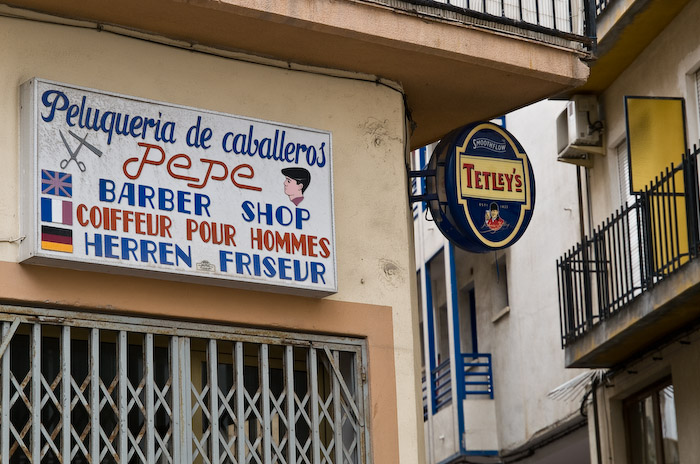 Peluqueria de caballeros
PEPE
BARBER SHOP
COIFFEUR POUR HOMMES
HERREN FRISEUR
SMOOTHFLOW
TETLEY'S